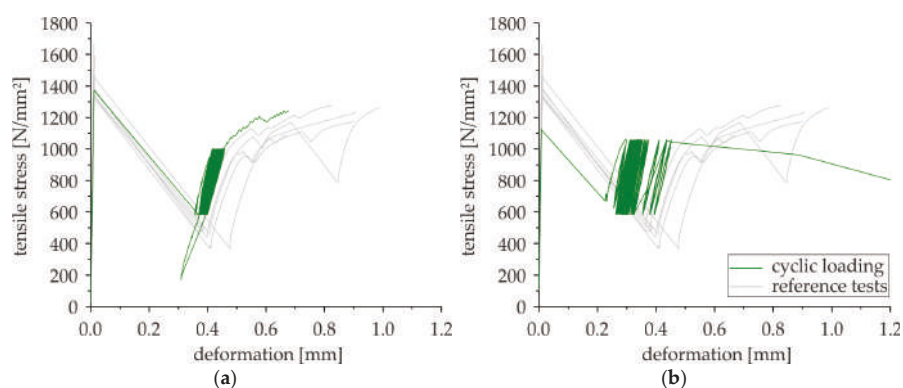 1800
1600
1400
1200
1000
800
600
400
200
0
tensile stress [N/mm²]
0.0 0.2 0.4 0.6 0.8 1.0 1.2
deformation [mm]
(a)
1800
1600
1400
1200
1000
800
600
400
200
0
tensile stress [N/mm²]
cyclic loading
reference tests
0.0 0.2 0.4 0.6 0.8 1.0 1.2
deformation [mm]
(b)